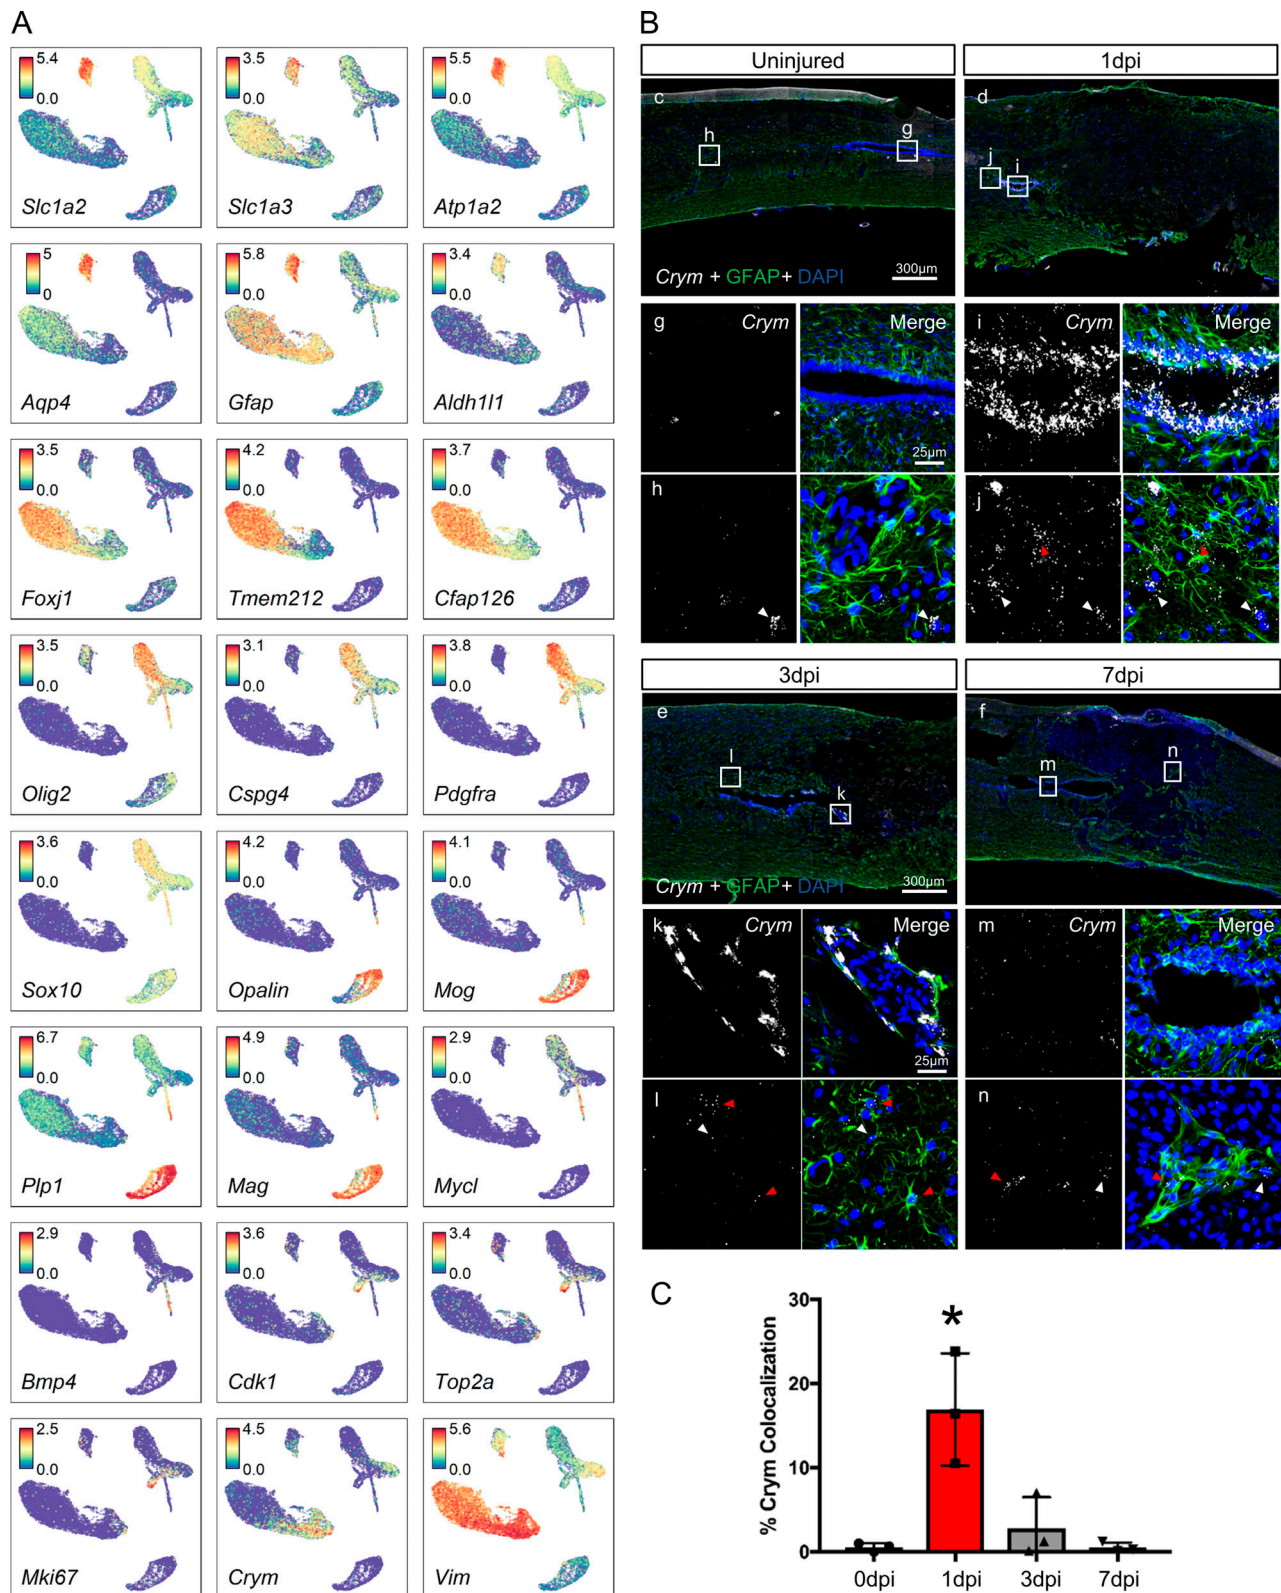 A
5.4
0.0
Slc1a2
3.5
0.0
Slc1a3
5.5
0.0
Atp1a2
5
0
Aqp4
5.8
0.0
Gfap
3.4
0.0
Aldh1l1
3.5
0.0
Foxj1
4.2
0.0
Tmem212
3.7
0.0
Cfap126
3.5
0.0
Olig2
3.1
0.0
Cspg4
3.8
0.0
Pdgfra
3.6
0.0
Sox10
4.2
0.0
Opalin
4.1
0.0
Mog
6.7
0.0
Plp1
4.9
0.0
Mag
2.9
0.0
Mycl
2.9
0.0
Bmp4
3.6
0.0
Cdk1
3.4
0.0
Top2a
2.5
0.0
Mki67
4.5
0.0
Crym
5.6
0.0
Vim
B
Uninjured
1dpi
c
h
g
Crym + GFAP+ DAPI
300µm
d
j
i
g
Crym
Merge
25µm
i
Crym
Merge
h
j
3dpi
7dpi
e
l
k
Crym + GFAP+ DAPI
300µm
f
m
n
k
Crym
Merge
25µm
m
Crym
Merge
l
n
C
% Crym Colocalization
30
20
10
0
*
0dpi
1dpi
3dpi
7dpi